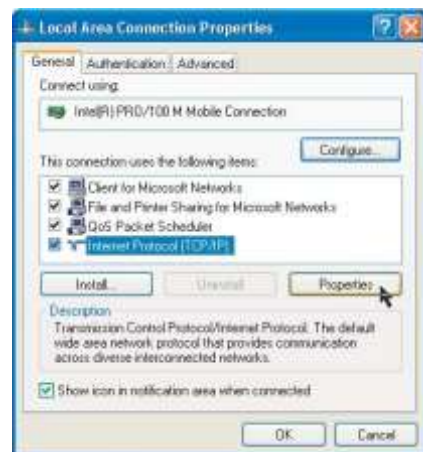 Local Area Connection Properties
General Authentication Advanced
Connect using:
Intel(R) PRO/100 M Mobile Connection
Configure...
This connection uses the following items:
Client for Microsoft Networks
File and Printer Sharing for Microsoft Networks
QoS Packet Scheduler
Internet Protocol (TCP/IP)
Install... Uninstall Properties
Description
Transmission Control Protocol/Internet Protocol. The default
wide area network protocol that provides communication
across diverse interconnected networks.
Show icon in notification area when connected
OK Cancel